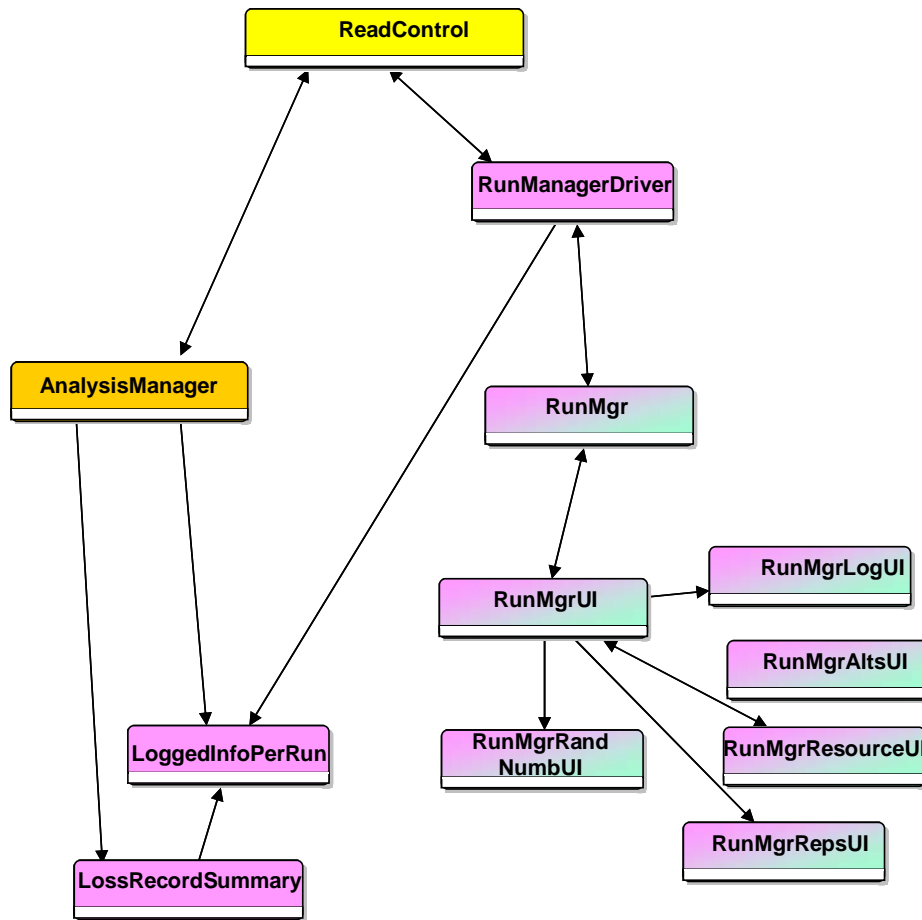 ReadControl
RunManagerDriver
AnalysisManager
RunMgr
RunMgrLogUI
RunMgrUI
RunMgrAltsUI
LoggedInfoPerRun
RunMgrRand
NumbUI
RunMgrResourceUI
RunMgrRepsUI
LossRecordSummary